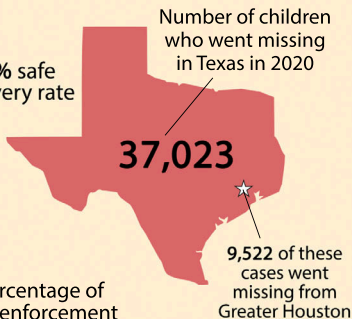 Number of children
who went missing
in Texas in 2020
% safe
very rate
37,023
9,522 of these
cases went
missing from
Greater Houston
rcentage of
enforcement